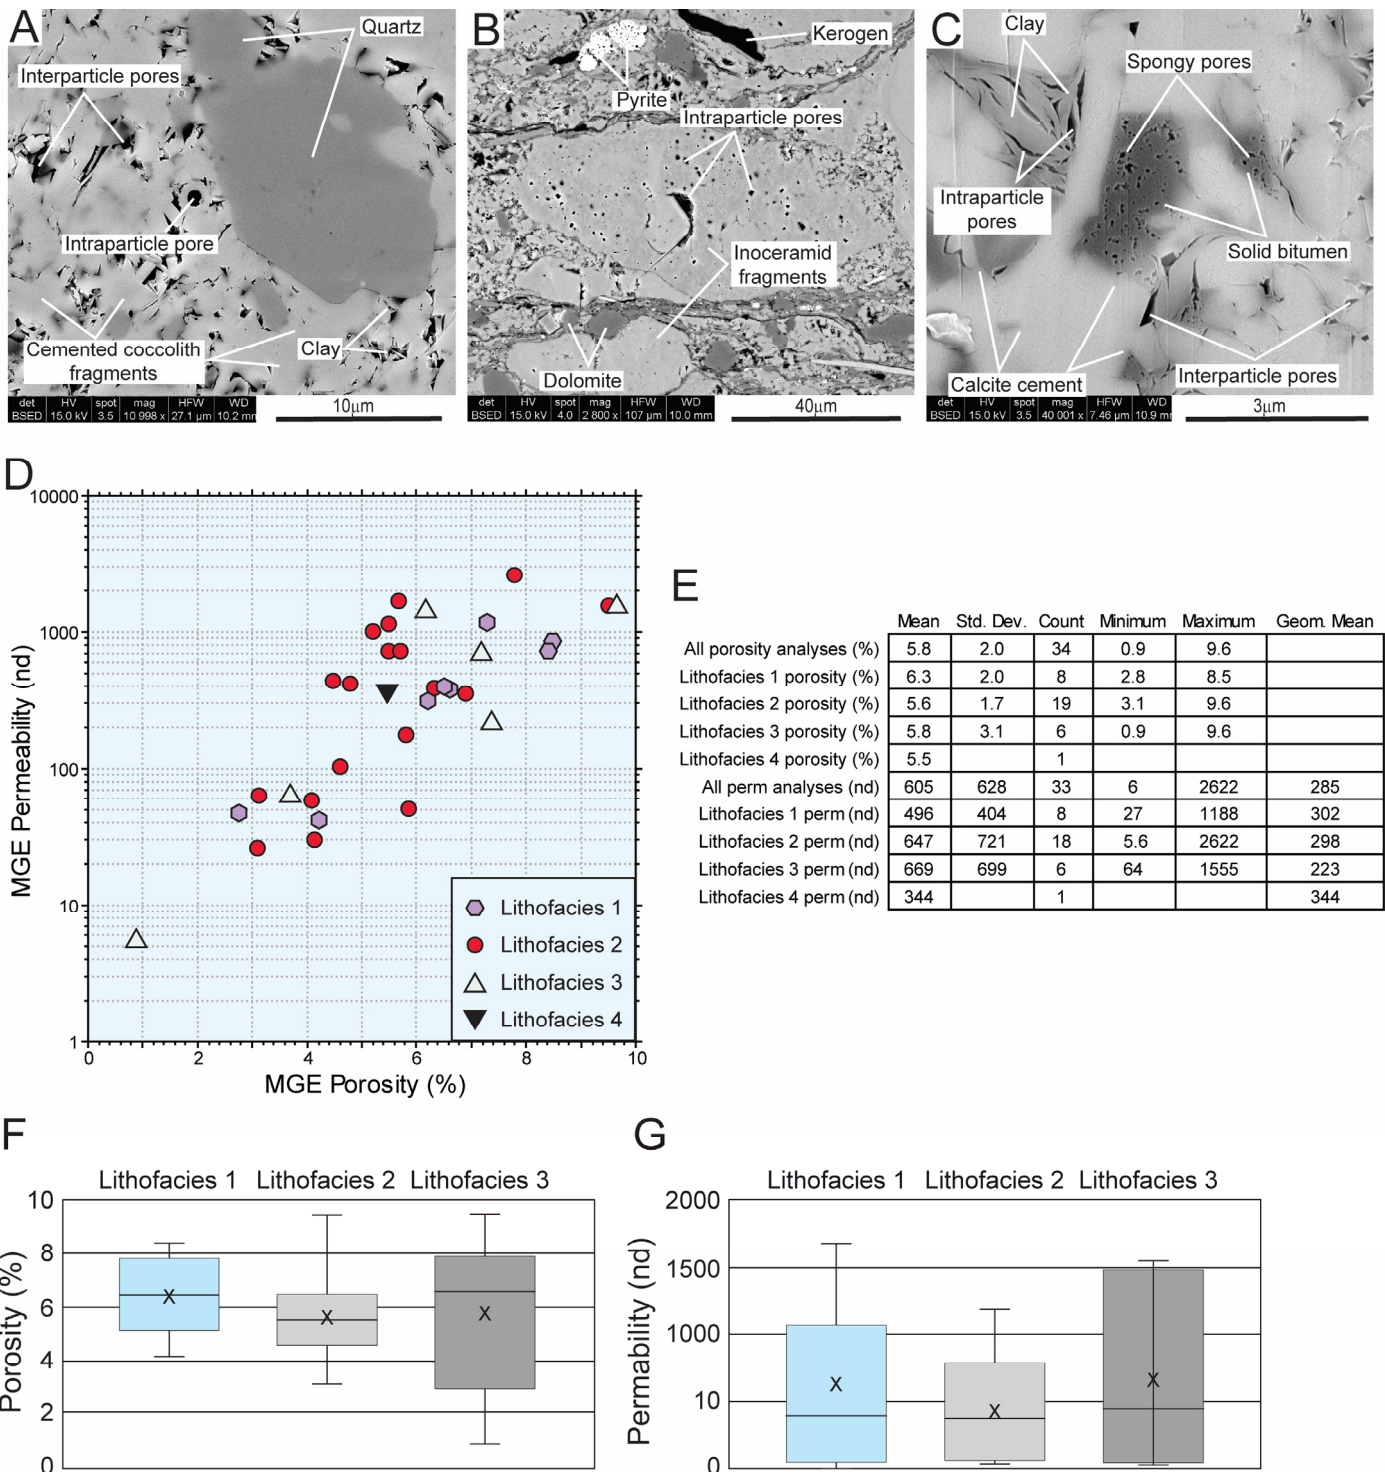 A
Quartz
Interparticle pores
Intraparticle pore
Cemented coccolith
fragments
Clay
det HV spot mag HFW WD
BSED 15.0 kV 3.5 10 998 x 27.1 µm 10.2 mm
10µm
B
Kerogen
Pyrite
Intraparticle pores
Inoceramid
fragments
Dolomite
det HV spot mag HFW WD
BSED 15.0 kV 4.0 2 800 x 107 µm 10.0 mm
40µm
C
Clay
Spongy pores
Intraparticle
pores
Solid bitumen
Calcite cement
Interparticle pores
det HV spot mag HFW WD
BSED 15.0 kV 3.5 40 001 x 7.46 µm 10.9 m
3µm
D
10000
1000
100
10
1
MGE Permeability (nd)
0 2 4 6 8 10
MGE Porosity (%)
Lithofacies 1
Lithofacies 2
Lithofacies 3
Lithofacies 4
E
Mean Std. Dev. Count Minimum Maximum Geom. Mean
All porosity analyses (%) 5.8 2.0 34 0.9 9.6
Lithofacies 1 porosity (%) 6.3 2.0 8 2.8 8.5
Lithofacies 2 porosity (%) 5.6 1.7 19 3.1 9.6
Lithofacies 3 porosity (%) 5.8 3.1 6 0.9 9.6
Lithofacies 4 porosity (%) 5.5 1
All perm analyses (nd) 605 628 33 6 2622 285
Lithofacies 1 perm (nd) 496 404 8 27 1188 302
Lithofacies 2 perm (nd) 647 721 18 5.6 2622 298
Lithofacies 3 perm (nd) 669 699 6 64 1555 223
Lithofacies 4 perm (nd) 344 1 344
F
Lithofacies 1 Lithofacies 2 Lithofacies 3
10
8
6
4
2
0
Porosity (%)
X X X
G
Lithofacies 1 Lithofacies 2 Lithofacies 3
2000
1500
1000
10
0
Permability (nd)
X X X